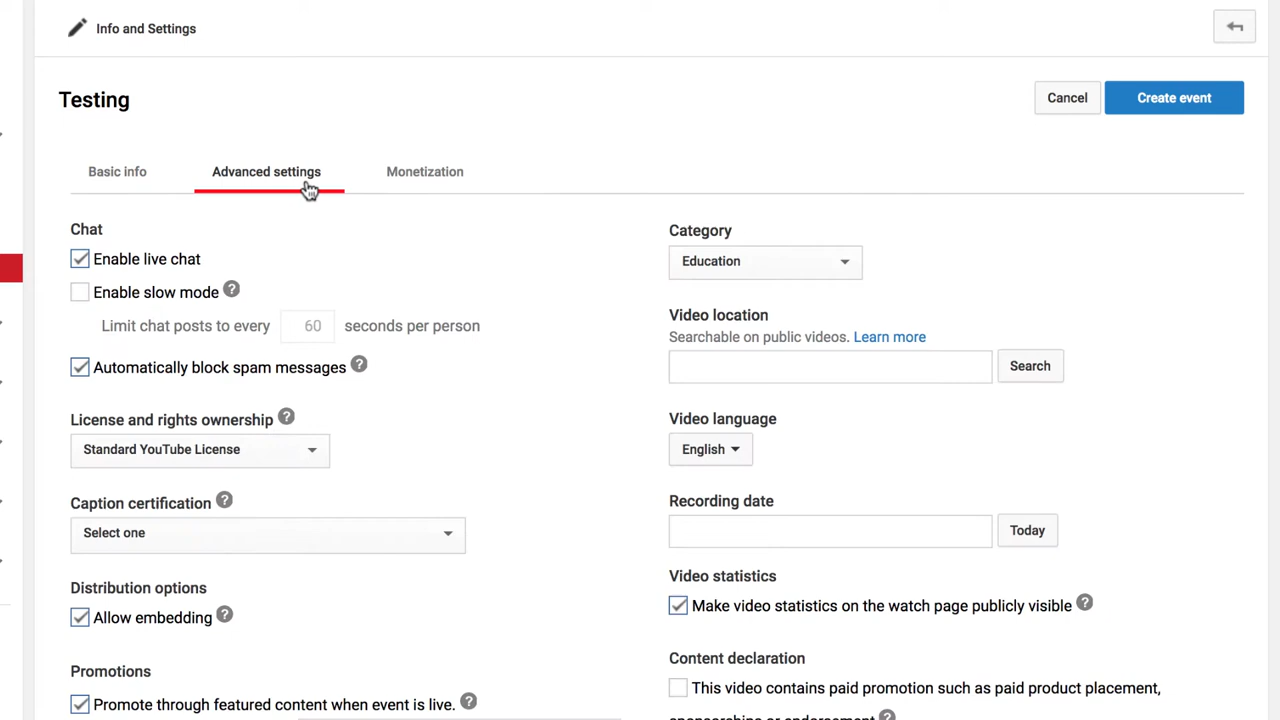 Info and Settings
Testing
Cancel
Create event
Basic info
Advanced settings
Monetization
Chat
Enable live chat
Enable slow mode ?
Limit chat posts to every 60 seconds per person
Automatically block spam messages ?
License and rights ownership ?
Standard YouTube License
Caption certification ?
Select one
Distribution options
Allow embedding ?
Promotions
Promote through featured content when event is live. ?
Category
Education
Video location
Searchable on public videos. Learn more
Search
Video language
English
Recording date
Today
Video statistics
Make video statistics on the watch page publicly visible ?
Content declaration
This video contains paid promotion such as paid product placement,
sponsorships or endorsement ?